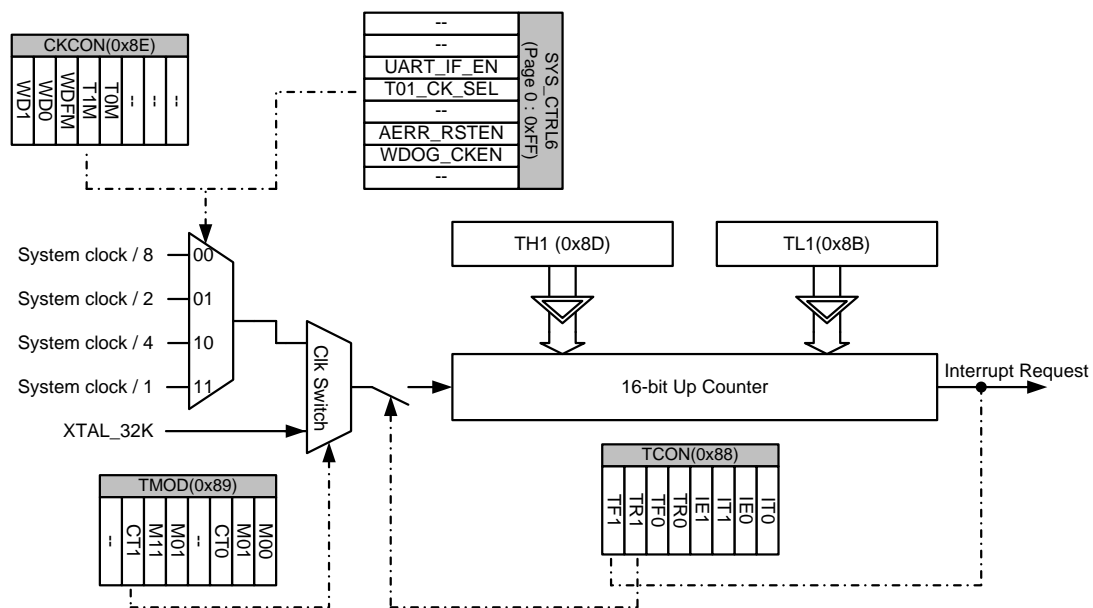 CKCON(0x8E)
WD1
WD0
WDFM
T1M
T0M
--
--
--
--
--
UART_IF_EN
T01_CK_SEL
--
AERR_RSTEN
WDOG_CKEN
--
SYS_CTRL6
(Page 0 : 0xFF)
System clock / 8
00
System clock / 2
01
System clock / 4
10
System clock / 1
11
XTAL_32K
Clk Switch
TH1 (0x8D)
TL1(0x8B)
16-bit Up Counter
Interrupt Request
TMOD(0x89)
--
CT1
M11
M01
--
CT0
M01
M00
TCON(0x88)
TF1
TR1
TF0
TR0
IE1
IT1
IE0
IT0